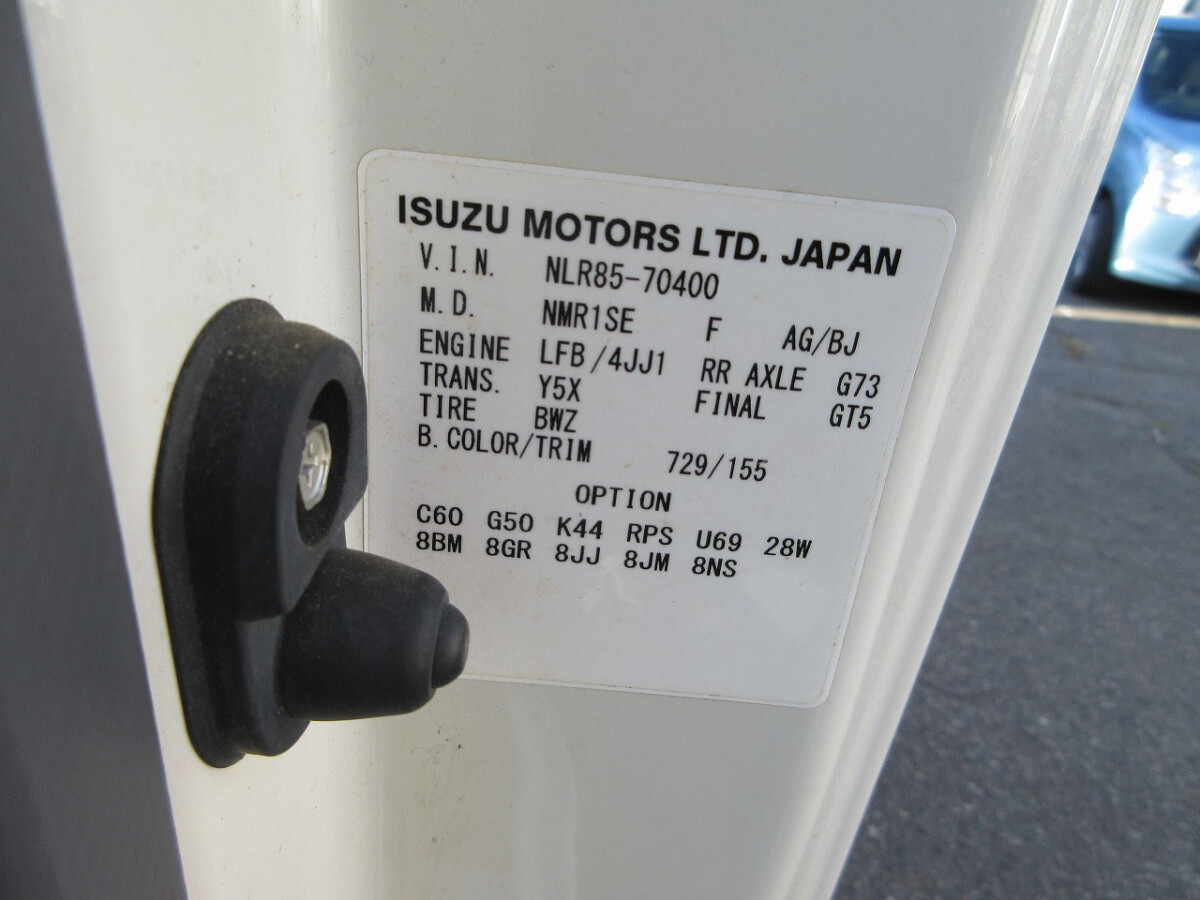 ISUZU MOTORS LTD. JAPAN
V.I.N. NLR85-70400
M.D. NMR1SE F AG/BJ
ENGINE LFB/4JJ1 RR AXLE G73
TRANS. Y5X FINAL GT5
TIRE BWZ
B.COLOR/TRIM 729/155
OPTION
C60 G50 K44 RPS U69 28W
8BM 8GR 8JJ 8JM 8NS